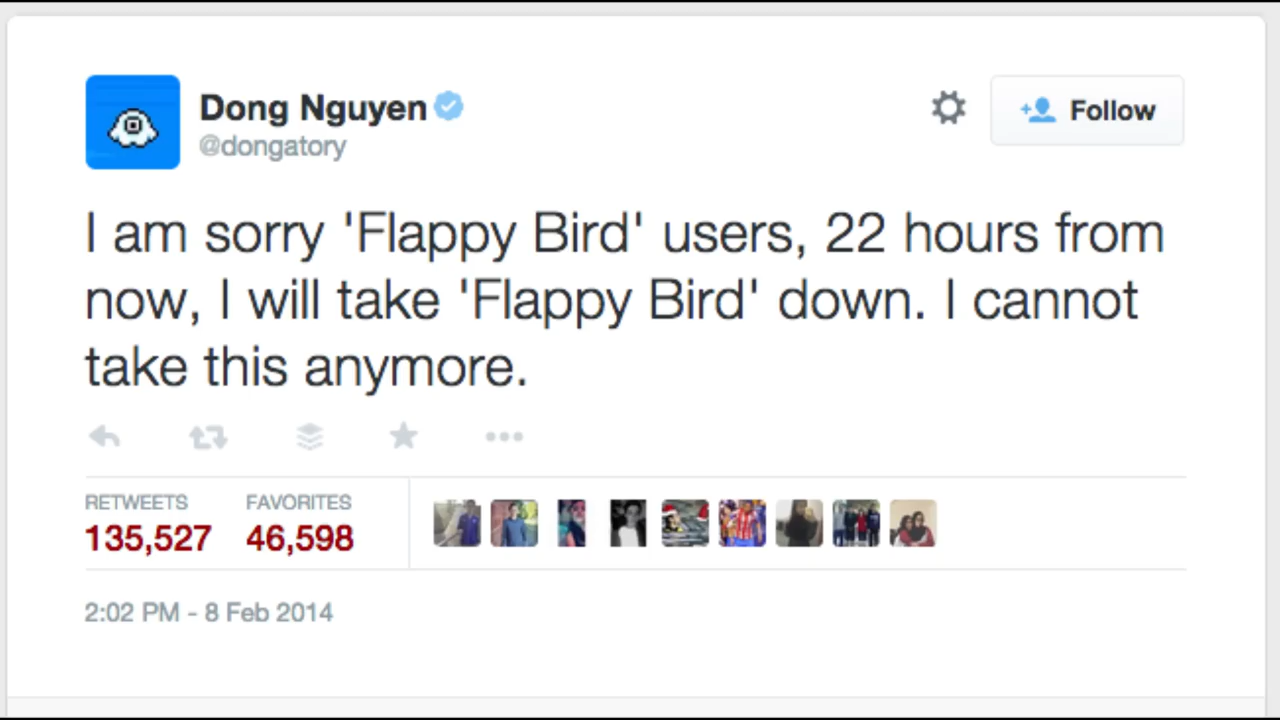 Dong Nguyen
@dongatory
Follow
I am sorry 'Flappy Bird' users, 22 hours from
now, I will take 'Flappy Bird' down. I cannot
take this anymore.
RETWEETS FAVORITES
135,527 46,598
2:02 PM - 8 Feb 2014